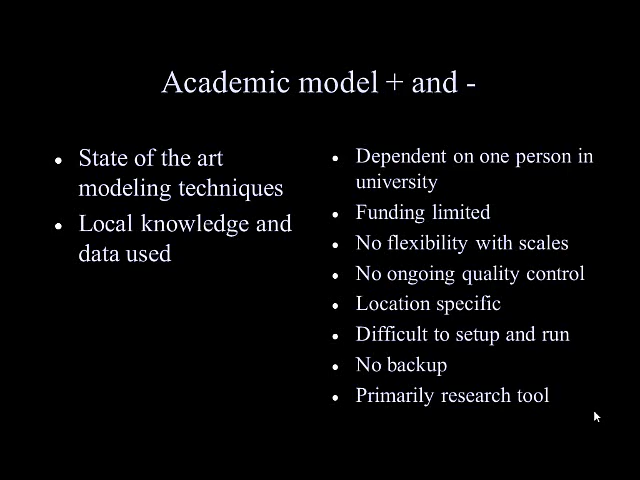 Academic model + and -
• State of the art
modeling techniques
• Local knowledge and
data used
• Dependent on one person in
university
• Funding limited
• No flexibility with scales
• No ongoing quality control
• Location specific
• Difficult to setup and run
• No backup
• Primarily research tool